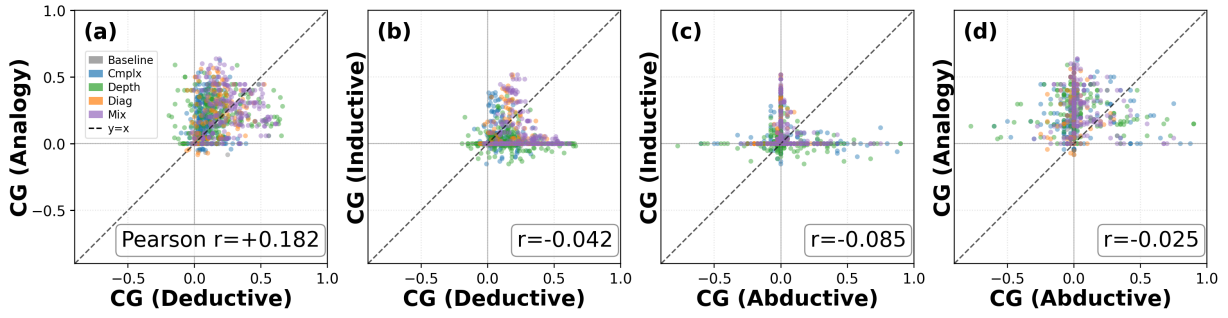 (a)
Baseline
Cmplx
Depth
Diag
Mix
y=x
Pearson r=+0.182
1.0
0.5
0.0
−0.5
CG (Analogy)
−0.5 0.0 0.5 1.0
CG (Deductive)
(b)
r=-0.042
CG (Inductive)
−0.5 0.0 0.5 1.0
CG (Deductive)
(c)
r=-0.085
CG (Inductive)
−0.5 0.0 0.5 1.0
CG (Abductive)
(d)
r=-0.025
CG (Analogy)
−0.5 0.0 0.5 1.0
CG (Abductive)